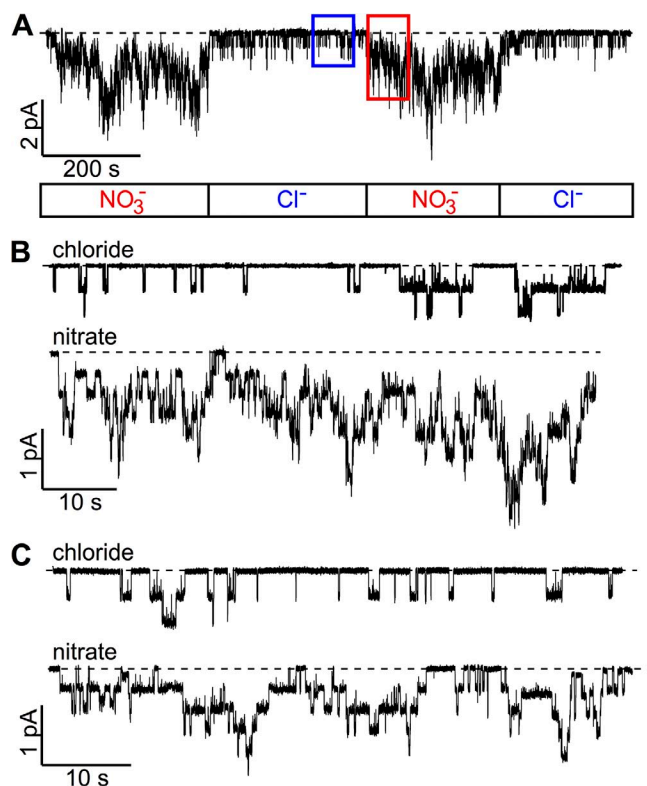 A
2 pA
200 s
NO₃⁻ Cl⁻ NO₃⁻ Cl⁻
B
chloride
nitrate
1 pA
10 s
C
chloride
nitrate
1 pA
10 s